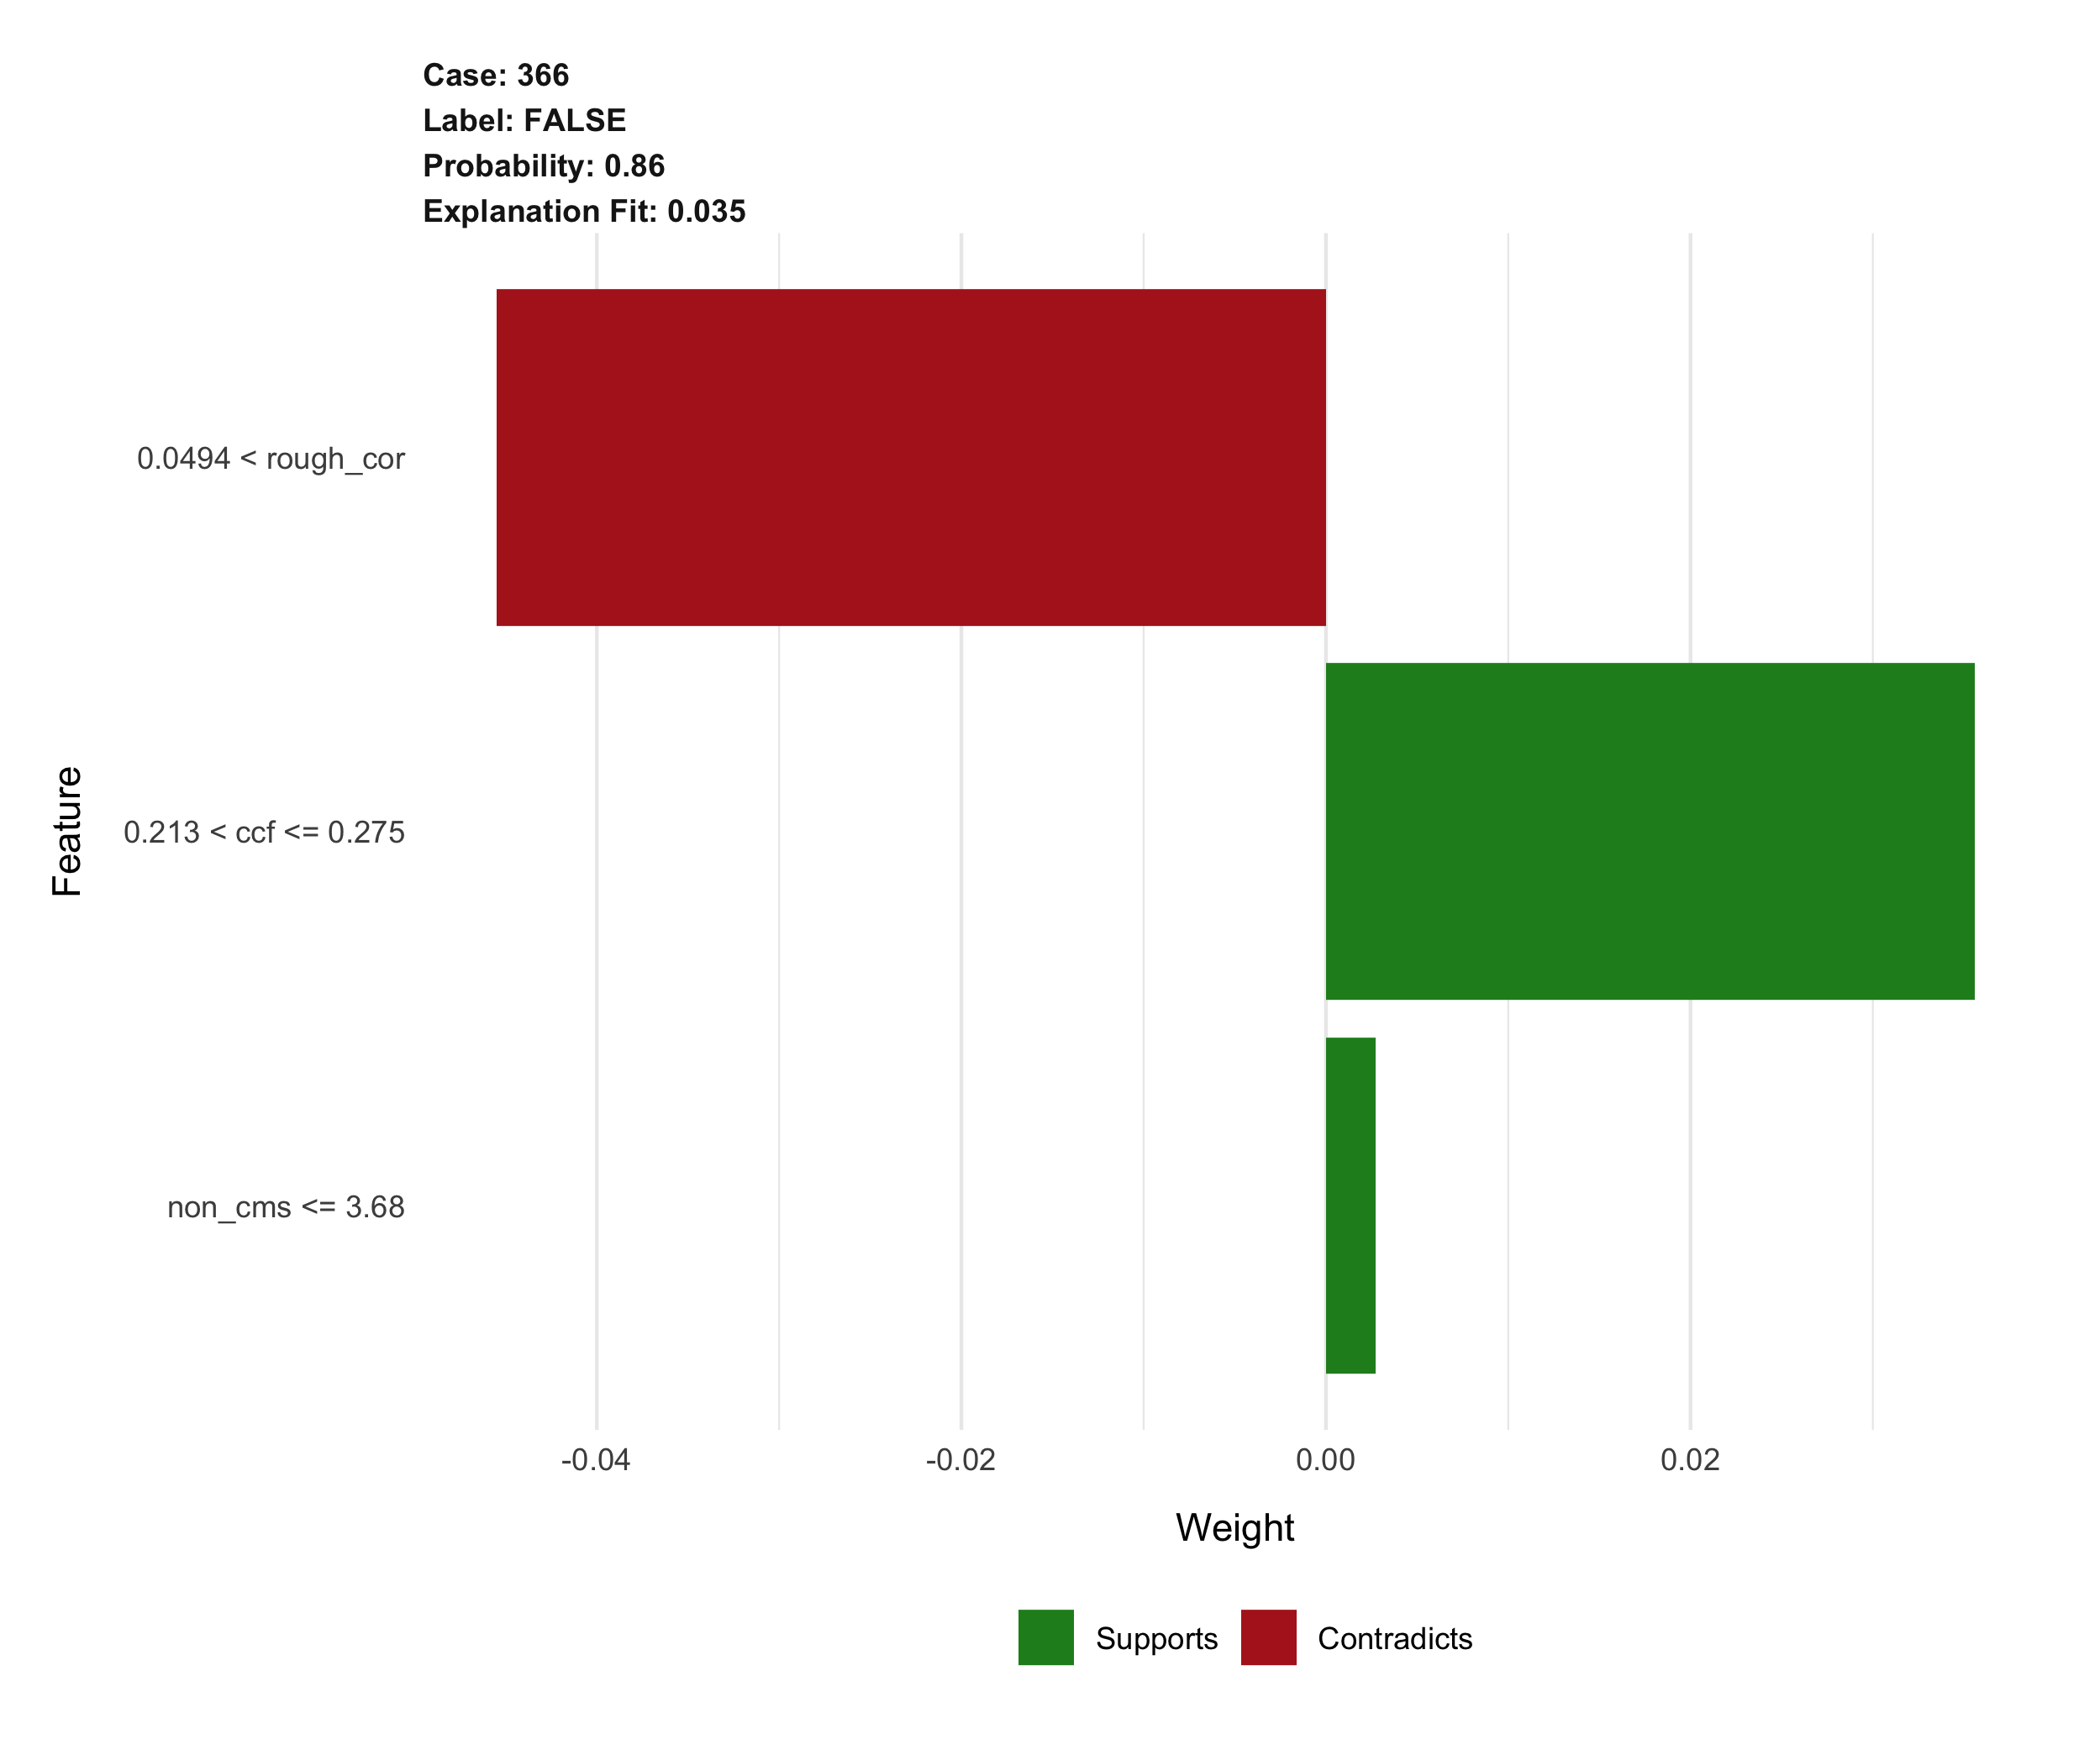 Case: 366
Label: FALSE
Probability: 0.86
Explanation Fit: 0.035
0.0494 < rough_cor
0.213 < ccf <= 0.275
non_cms <= 3.68
Feature
-0.04 -0.02 0.00 0.02
Weight
Supports Contradicts